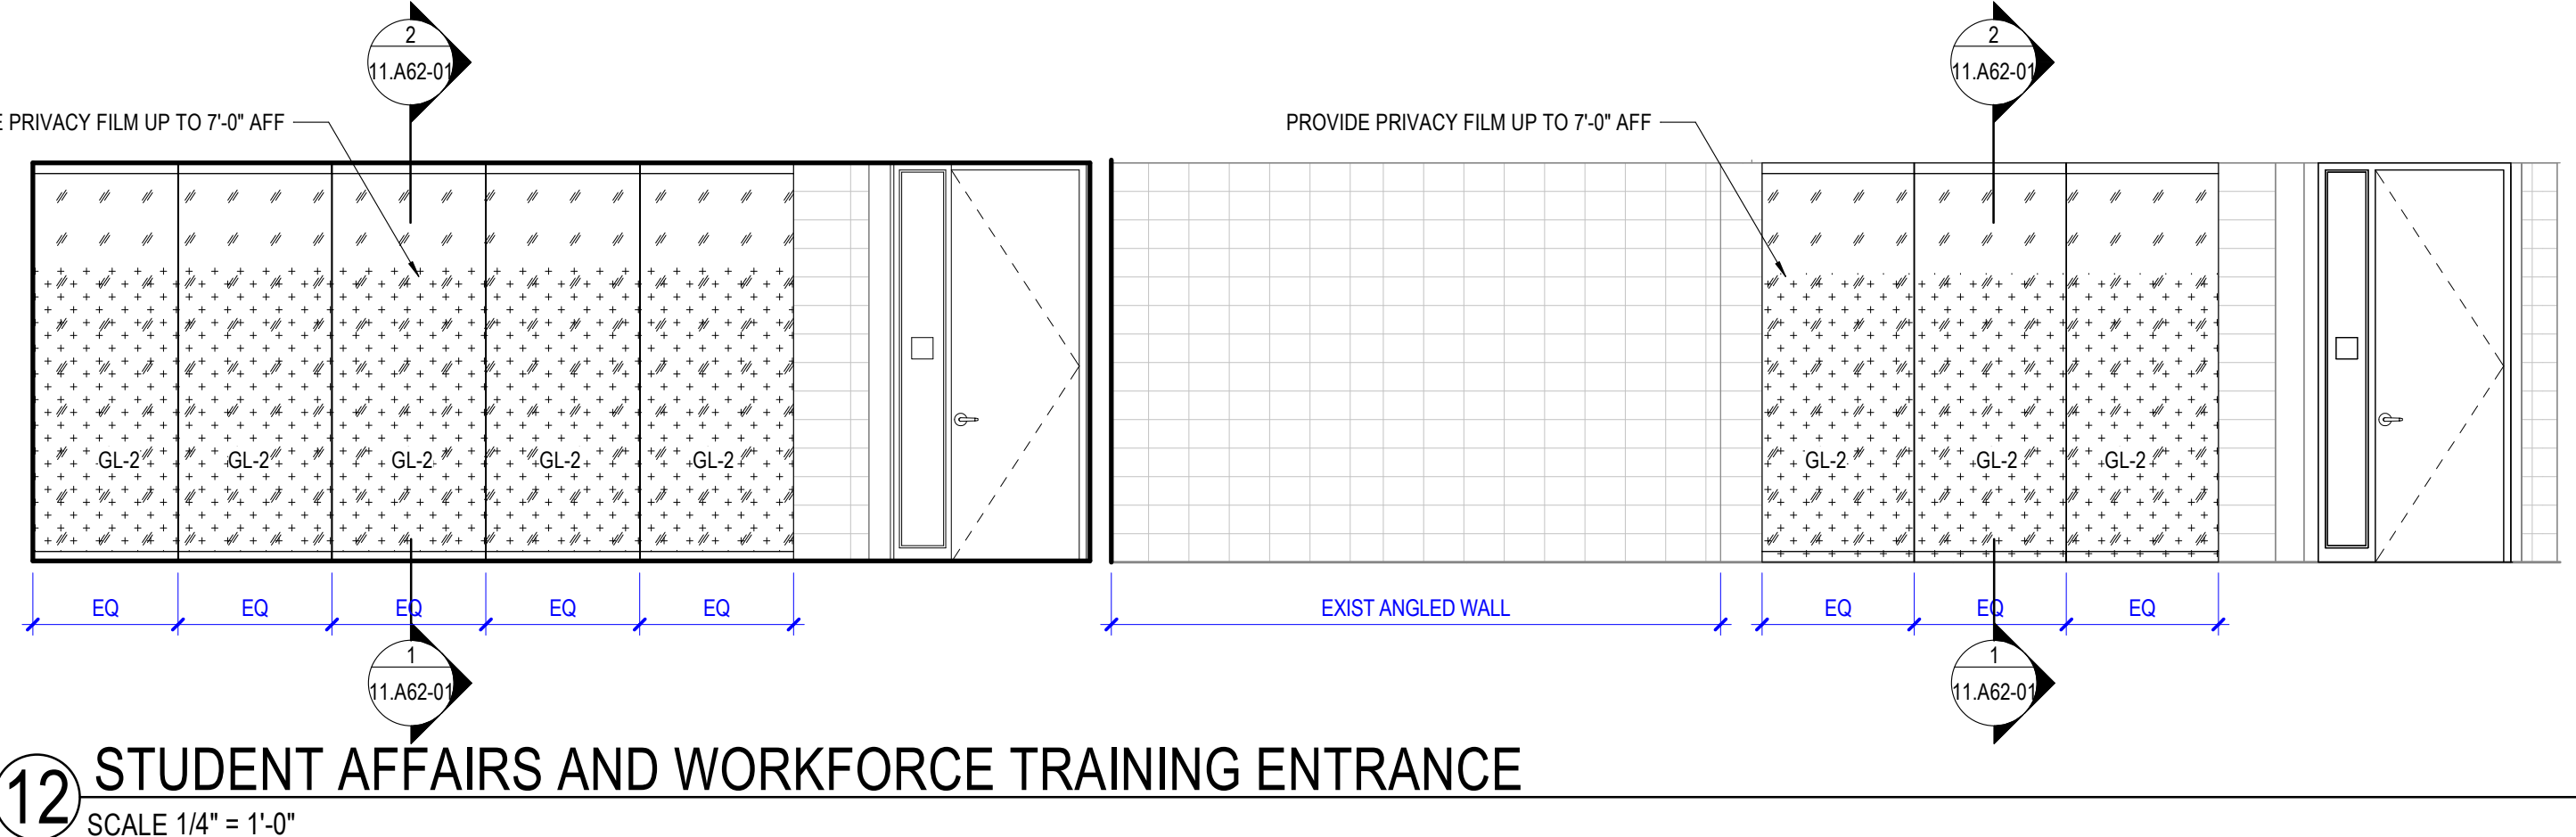 2
11.A62-01
2
11.A62-01
PRIVACY FILM UP TO 7'-0" AFF
PROVIDE PRIVACY FILM UP TO 7'-0" AFF
GL-2 GL-2 GL-2 GL-2 GL-2
GL-2 GL-2 GL-2
EQ EQ EQ EQ EQ
EXIST ANGLED WALL
EQ EQ EQ
1
11.A62-01
1
11.A62-01
12 STUDENT AFFAIRS AND WORKFORCE TRAINING ENTRANCE
SCALE 1/4" = 1'-0"